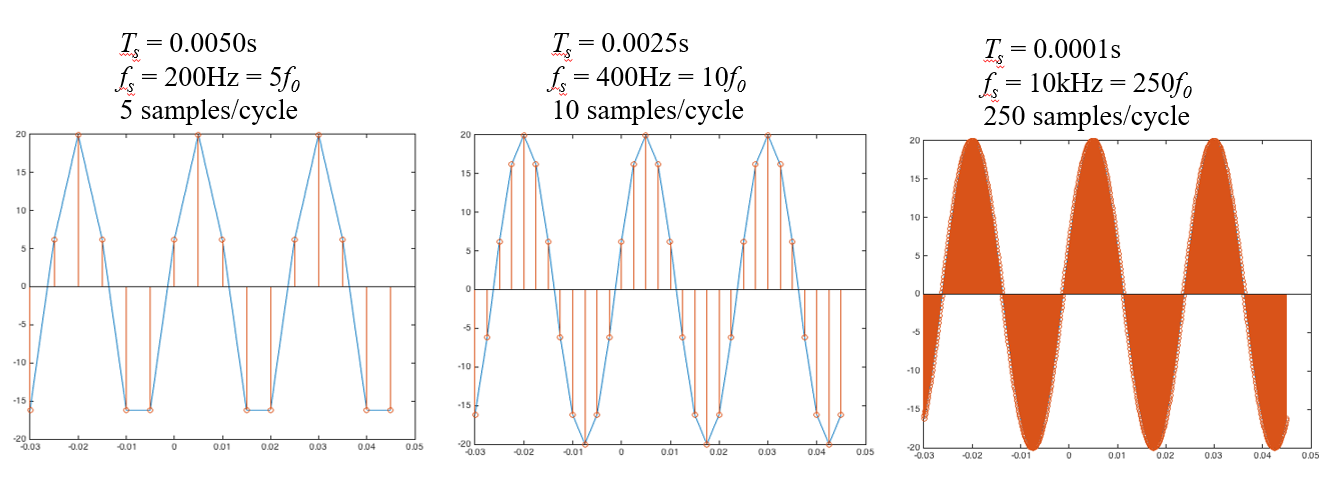 Ts = 0.0050s
fs = 200Hz = 5f0
5 samples/cycle
20
15
10
5
0
-5
-10
-15
-20
-0.03 -0.02 -0.01 0 0.01 0.02 0.03 0.04 0.05
Ts = 0.0025s
fs = 400Hz = 10f0
10 samples/cycle
20
15
10
5
0
-5
-10
-15
-20
-0.03 -0.02 -0.01 0 0.01 0.02 0.03 0.04 0.05
Ts = 0.0001s
fs = 10kHz = 250f0
250 samples/cycle
20
15
10
5
0
-5
-10
-15
-20
-0.03 -0.02 -0.01 0 0.01 0.02 0.03 0.04 0.05